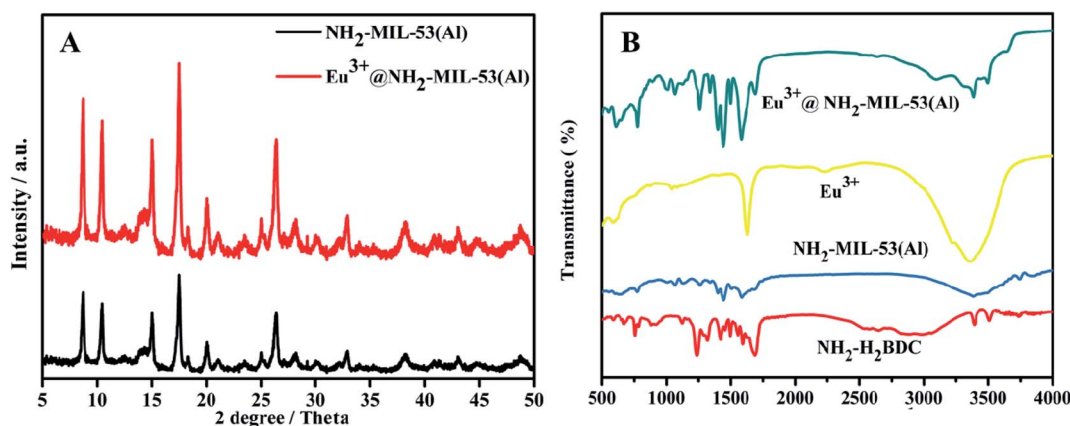 A
NH2-MIL-53(Al)
Eu3+@NH2-MIL-53(Al)
Intensity / a.u.
5 10 15 20 25 30 35 40 45 50
2 degree / Theta
B
Eu3+@ NH2-MIL-53(Al)
Eu3+
NH2-MIL-53(Al)
NH2-H2BDC
Transmittance ( %)
500 1000 1500 2000 2500 3000 3500 4000